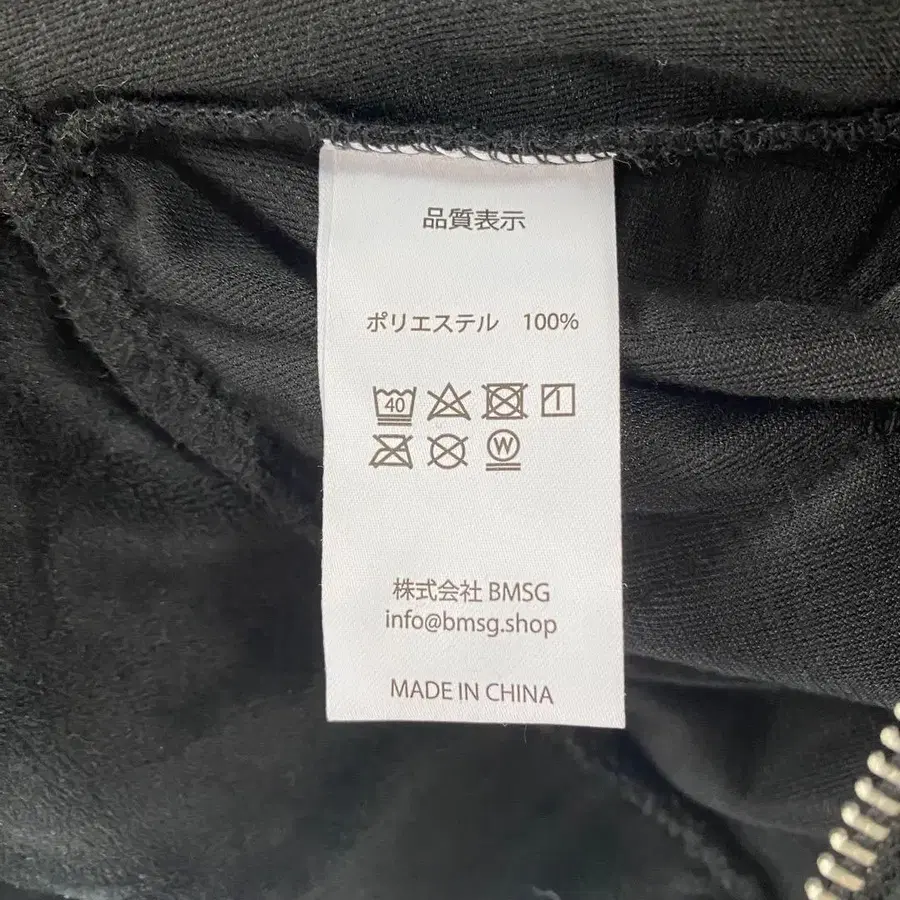 品質表示
ポリエステル 100%
40
W
株式会社 BMSG
info@bmsg.shop
MADE IN CHINA